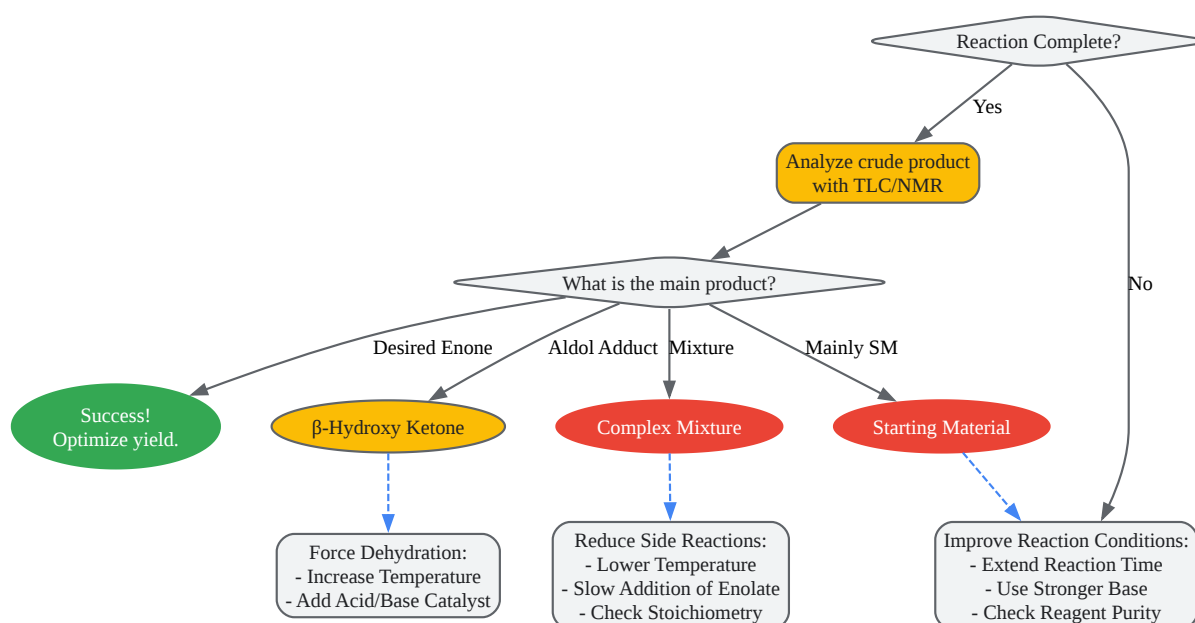 Reaction Complete?
Yes
Analyze crude product
with TLC/NMR
What is the main product?
No
Desired Enone
Aldol Adduct
Mixture
Mainly SM
Success!
Optimize yield.
β-Hydroxy Ketone
Complex Mixture
Starting Material
Force Dehydration:
- Increase Temperature
- Add Acid/Base Catalyst
Reduce Side Reactions:
- Lower Temperature
- Slow Addition of Enolate
- Check Stoichiometry
Improve Reaction Conditions:
- Extend Reaction Time
- Use Stronger Base
- Check Reagent Purity